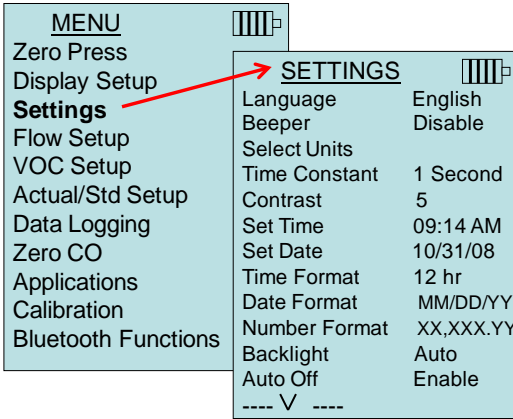 MENU
Zero Press
Display Setup
Settings
Flow Setup
VOC Setup
Actual/Std Setup
Data Logging
Zero CO
Applications
Calibration
Bluetooth Functions
SETTINGS
Language English
Beeper Disable
Select Units
Time Constant 1 Second
Contrast 5
Set Time 09:14 AM
Set Date 10/31/08
Time Format 12 hr
Date Format MM/DD/YY
Number Format XX,XXX.YY
Backlight Auto
Auto Off Enable
---- V ----